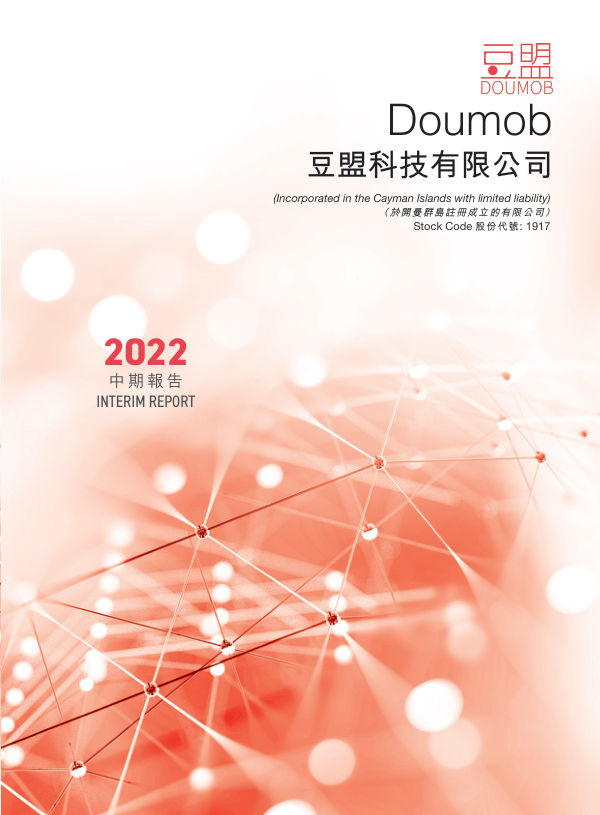 豆盟
DOUMOB
Doumob
豆盟科技有限公司
(Incorporated in the Cayman Islands with limited liability)
（於開曼群島註冊成立的有限公司）
Stock Code 股份代號: 1917
2022
中期報告
INTERIM REPORT